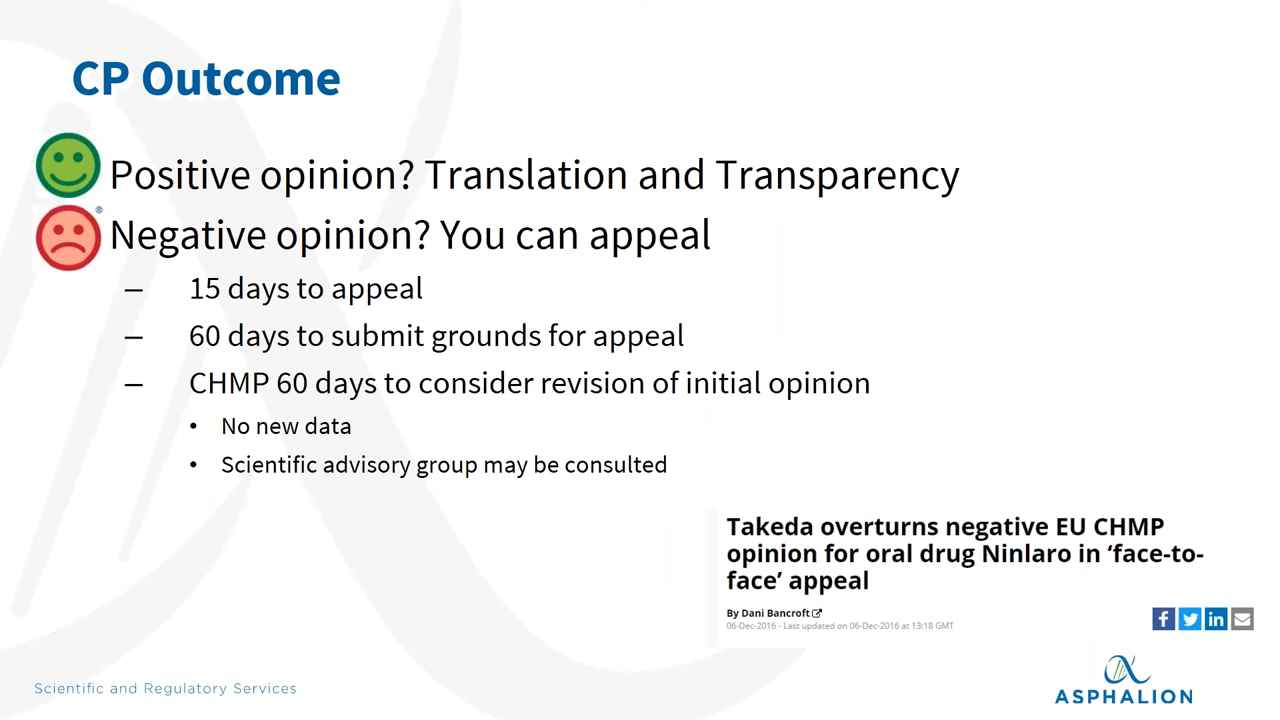 CP Outcome
Positive opinion? Translation and Transparency
®
Negative opinion? You can appeal
– 15 days to appeal
– 60 days to submit grounds for appeal
– CHMP 60 days to consider revision of initial opinion
• No new data
• Scientific advisory group may be consulted
Takeda overturns negative EU CHMP
opinion for oral drug Ninlaro in ‘face-to-
face’ appeal
By Dani Bancroft
06-Dec-2016 - Last updated on 06-Dec-2016 at 13:18 GMT
Scientific and Regulatory Services
ASPHALION